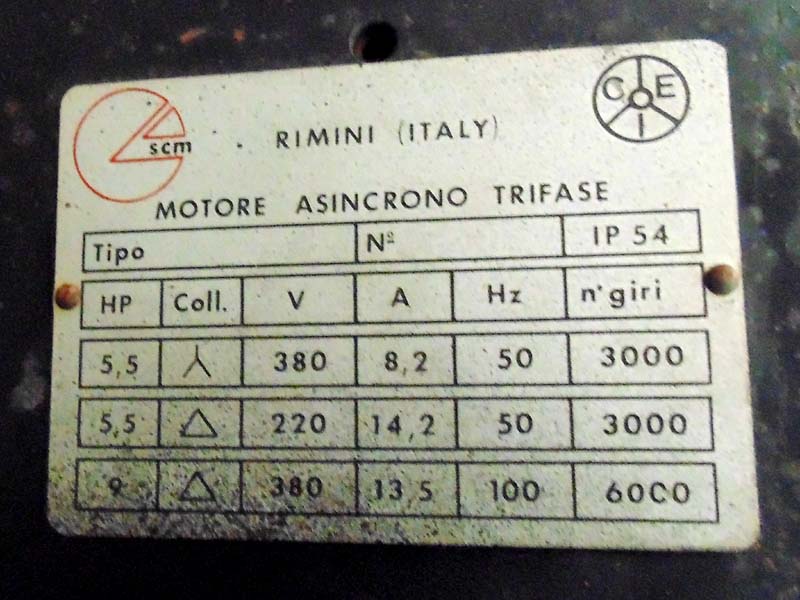 scm
RIMINI (ITALY)
C E I
MOTORE ASINCRONO TRIFASE
Tipo Nº IP 54
HP Coll. V A Hz n° giri
5,5 380 8,2 50 3000
5,5 220 14,2 50 3000
9 380 13,5 100 6000